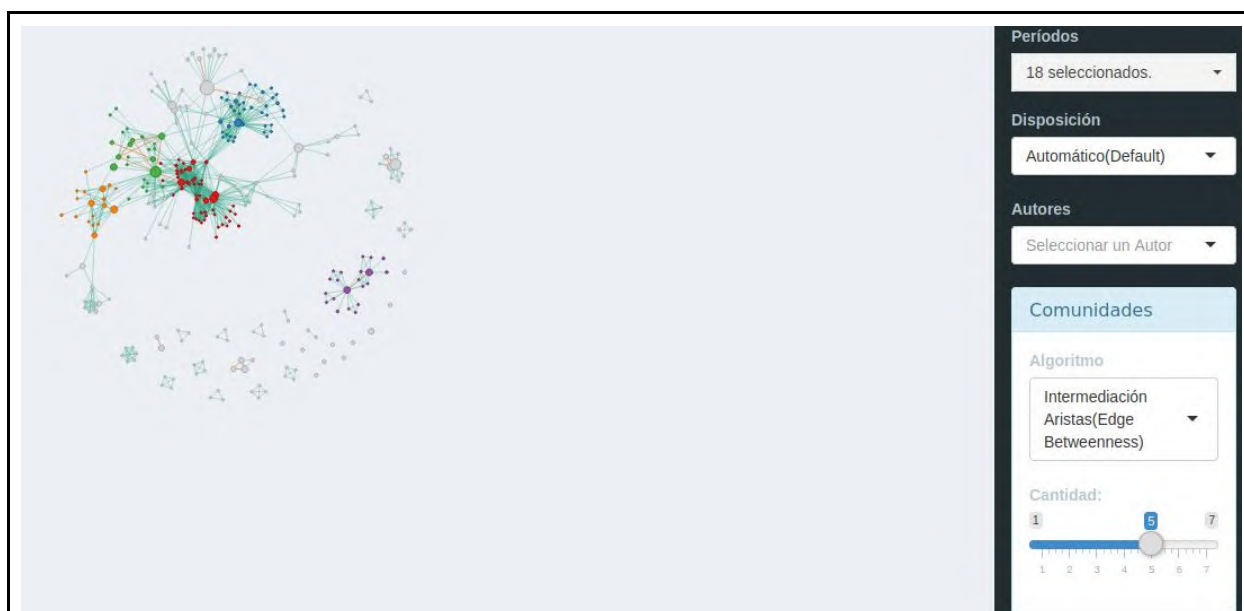 Períodos
18 seleccionados.
Disposición
Automático(Default)
Autores
Seleccionar un Autor
Comunidades
Algoritmo
Intermediación
Aristas(Edge
Betweenness)
Cantidad:
1 5 7
1 2 3 4 5 6 7